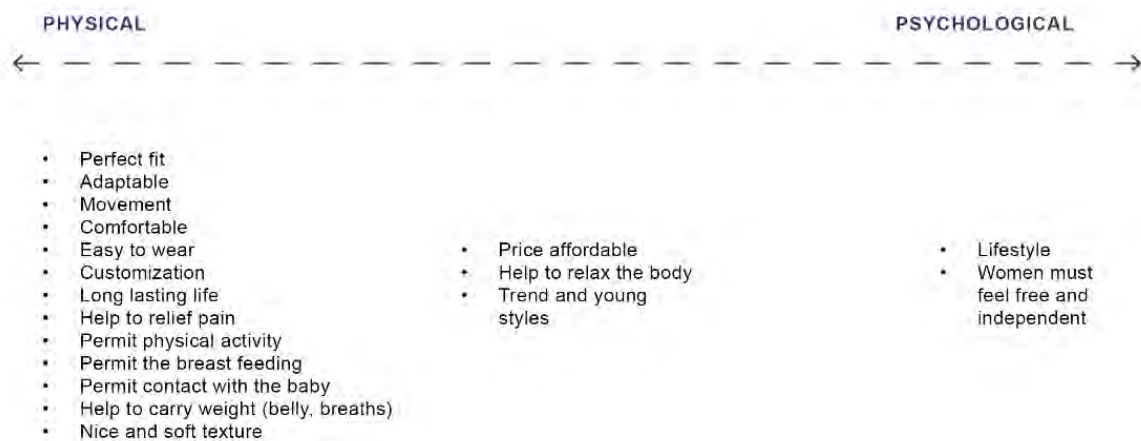 PHYSICAL
PSYCHOLOGICAL
• Perfect fit
• Adaptable
• Movement
• Comfortable
• Easy to wear
• Customization
• Long lasting life
• Help to relief pain
• Permit physical activity
• Permit the breast feeding
• Permit contact with the baby
• Help to carry weight (belly, breaths)
• Nice and soft texture
• Price affordable
• Help to relax the body
• Trend and young
styles
• Lifestyle
• Women must
feel free and
independent